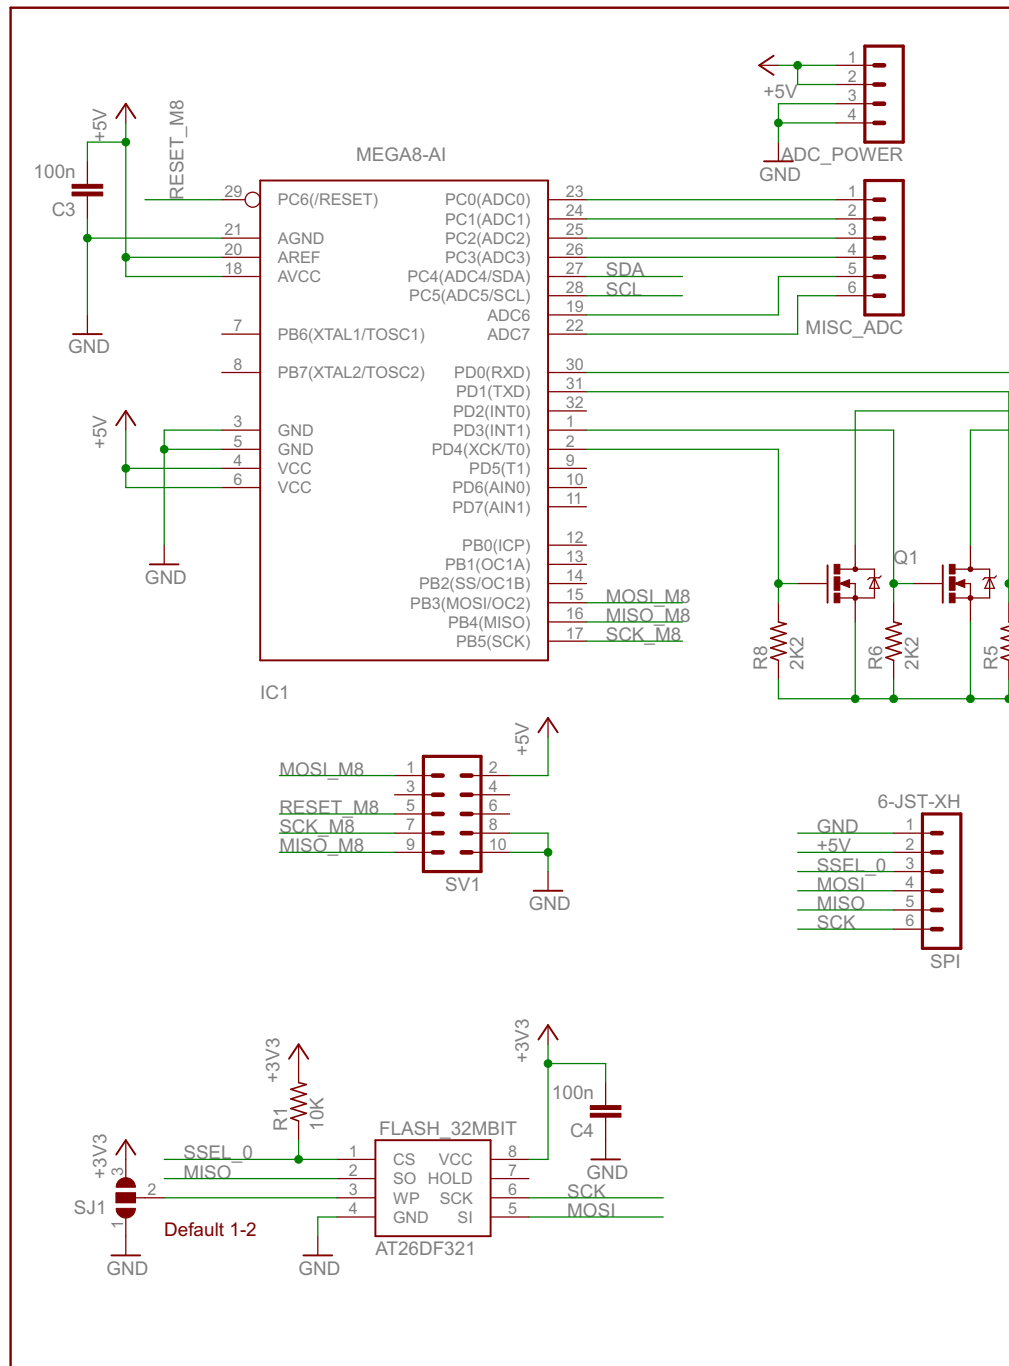 +5V
1
2
3
4
ADC_POWER
GND
+5V
RESET_M8
100n
C3
GND
MEGA8-AI
29 PC6(/RESET)
21 AGND
20 AREF
18 AVCC
7 PB6(XTAL1/TOSC1)
8 PB7(XTAL2/TOSC2)
3 GND
5 GND
4 VCC
6 VCC
+5V
GND
PC0(ADC0) 23
PC1(ADC1) 24
PC2(ADC2) 25
PC3(ADC3) 26
PC4(ADC4/SDA) 27 SDA
PC5(ADC5/SCL) 28 SCL
ADC6 19
ADC7 22
PD0(RXD) 30
PD1(TXD) 31
PD2(INT0) 32
PD3(INT1) 1
PD4(XCK/T0) 2
PD5(T1) 9
PD6(AIN0) 10
PD7(AIN1) 11
PB0(ICP) 12
PB1(OC1A) 13
PB2(SS/OC1B) 14
PB3(MOSI/OC2) 15 MOSI_M8
PB4(MISO) 16 MISO_M8
PB5(SCK) 17 SCK_M8
IC1
1
2
3
4
5
6
MISC_ADC
Q1
R8
2K2
R6
2K2
R5
+5V
MOSI_M8 1 2
3 4
RESET_M8 5 6
SCK_M8 7 8
MISO_M8 9 10
SV1
GND
6-JST-XH
GND 1
+5V 2
SSEL_0 3
MOSI 4
MISO 5
SCK 6
SPI
+3V3
R1
10K
+3V3
100n
C4
GND
FLASH_32MBIT
SSEL_0 1 CS VCC 8
MISO 2 SO HOLD 7
3 WP SCK 6 SCK
4 GND SI 5 MOSI
AT26DF321
GND
+3V3
3
SJ1 2
1
Default 1-2
GND